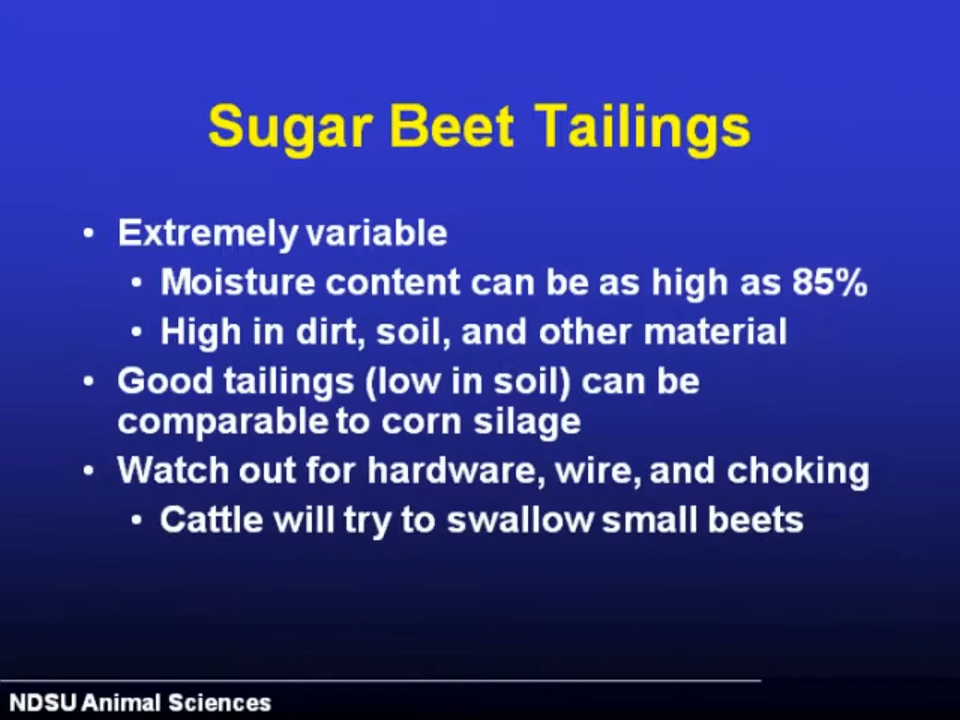 Sugar Beet Tailings
• Extremely variable
• Moisture content can be as high as 85%
• High in dirt, soil, and other material
• Good tailings (low in soil) can be
comparable to corn silage
• Watch out for hardware, wire, and choking
• Cattle will try to swallow small beets
NDSU Animal Sciences